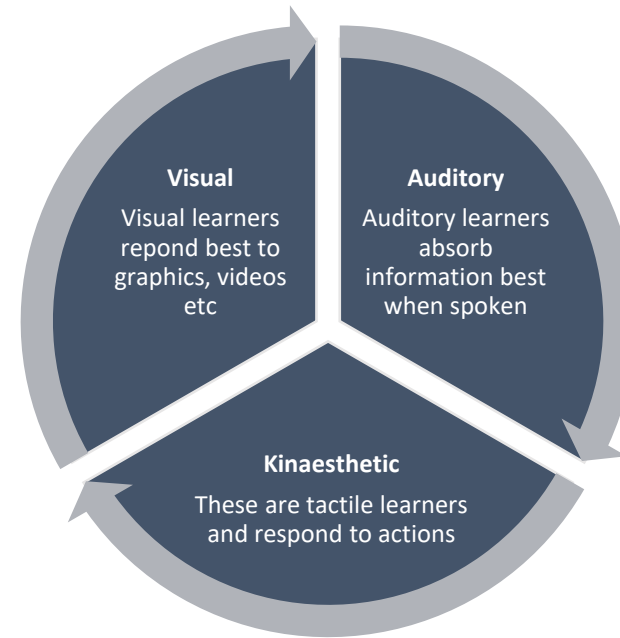 Visual
Visual learners
repond best to
graphics, videos
etc
Auditory
Auditory learners
absorb
information best
when spoken
Kinaesthetic
These are tactile learners
and respond to actions